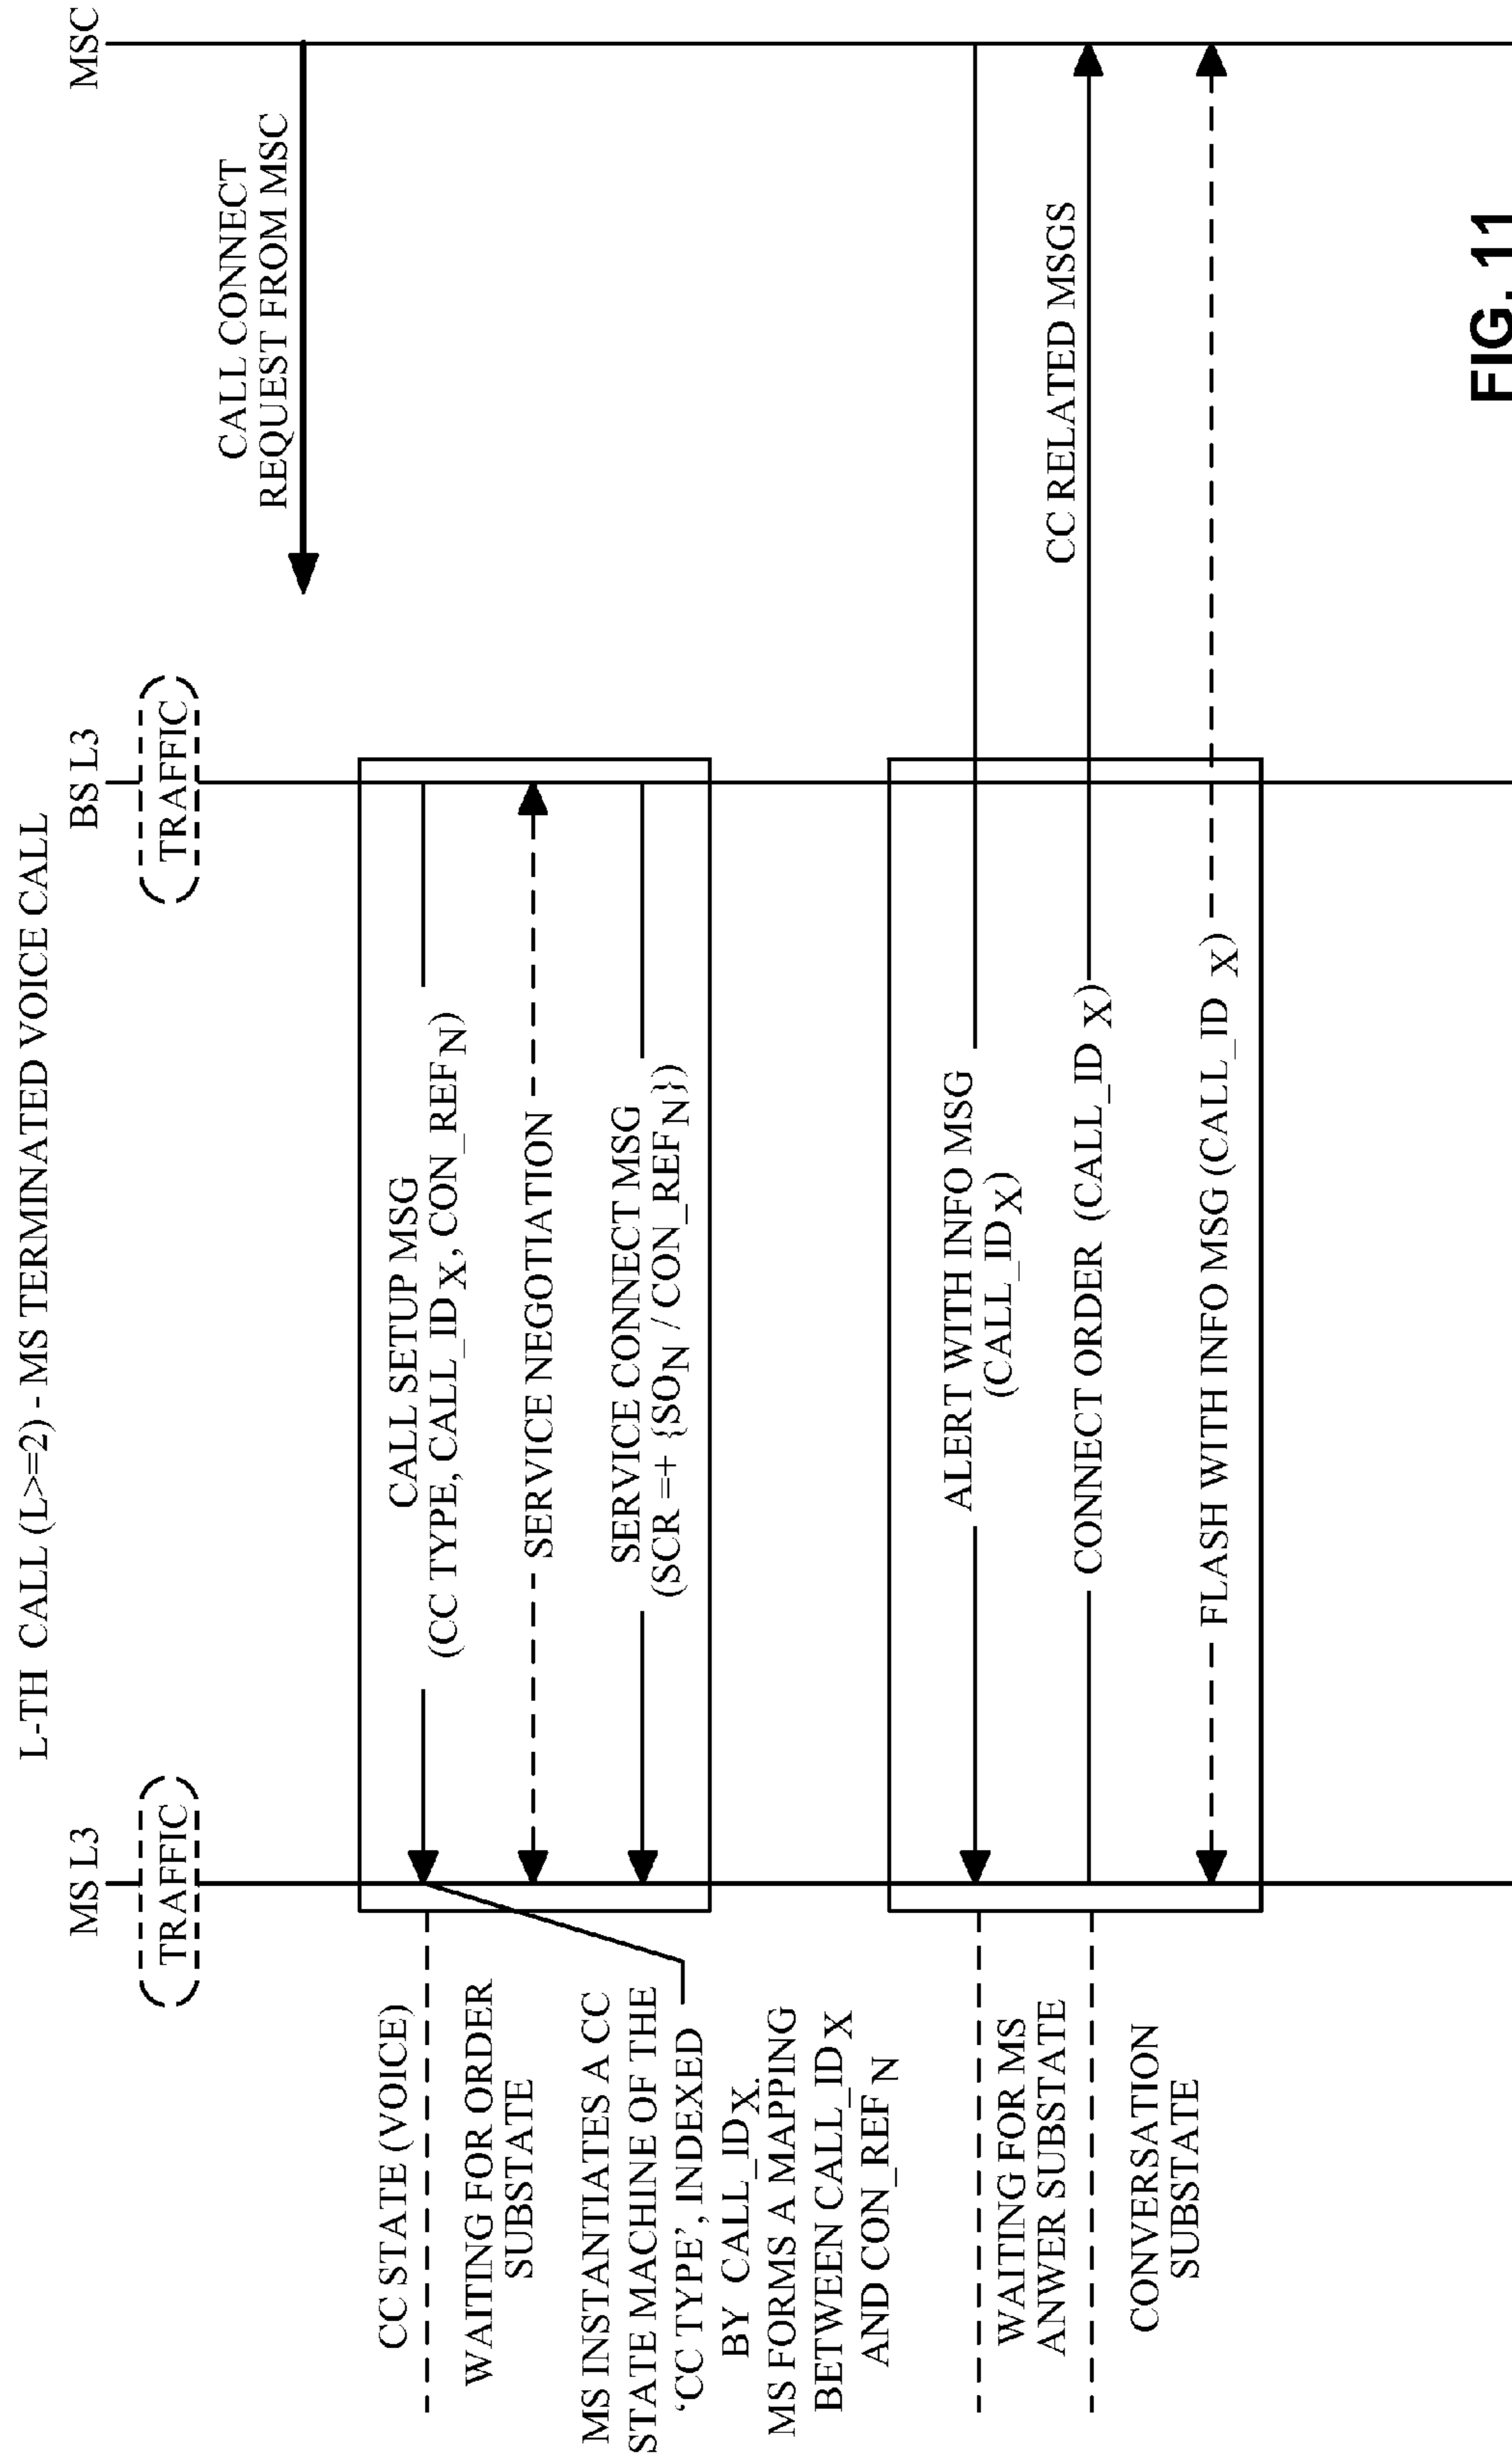 L-TH CALL (L>=2) - MS TERMINATED VOICE CALL
MS L3
BS L3
MSC
(TRAFFIC)
(TRAFFIC)
CALL CONNECT
REQUEST FROM MSC
CC STATE (VOICE)
CALL SETUP MSG
(CC TYPE, CALL_ID X, CON_REF N)
WAITING FOR ORDER
SUBSTATE
SERVICE NEGOTIATION
MS INSTANTIATES A CC
STATE MACHINE OF THE
‘CC TYPE’, INDEXED
BY CALL_ID X.
MS FORMS A MAPPING
BETWEEN CALL_ID X
AND CON_REF N
SERVICE CONNECT MSG
(SCR =+ {SO N / CON_REF N})
ALERT WITH INFO MSG
(CALL_ID X)
WAITING FOR MS
ANWER SUBSTATE
CONNECT ORDER (CALL_ID X)
CC RELATED MSGS
CONVERSATION
SUBSTATE
FLASH WITH INFO MSG (CALL_ID X)
FIG. 11